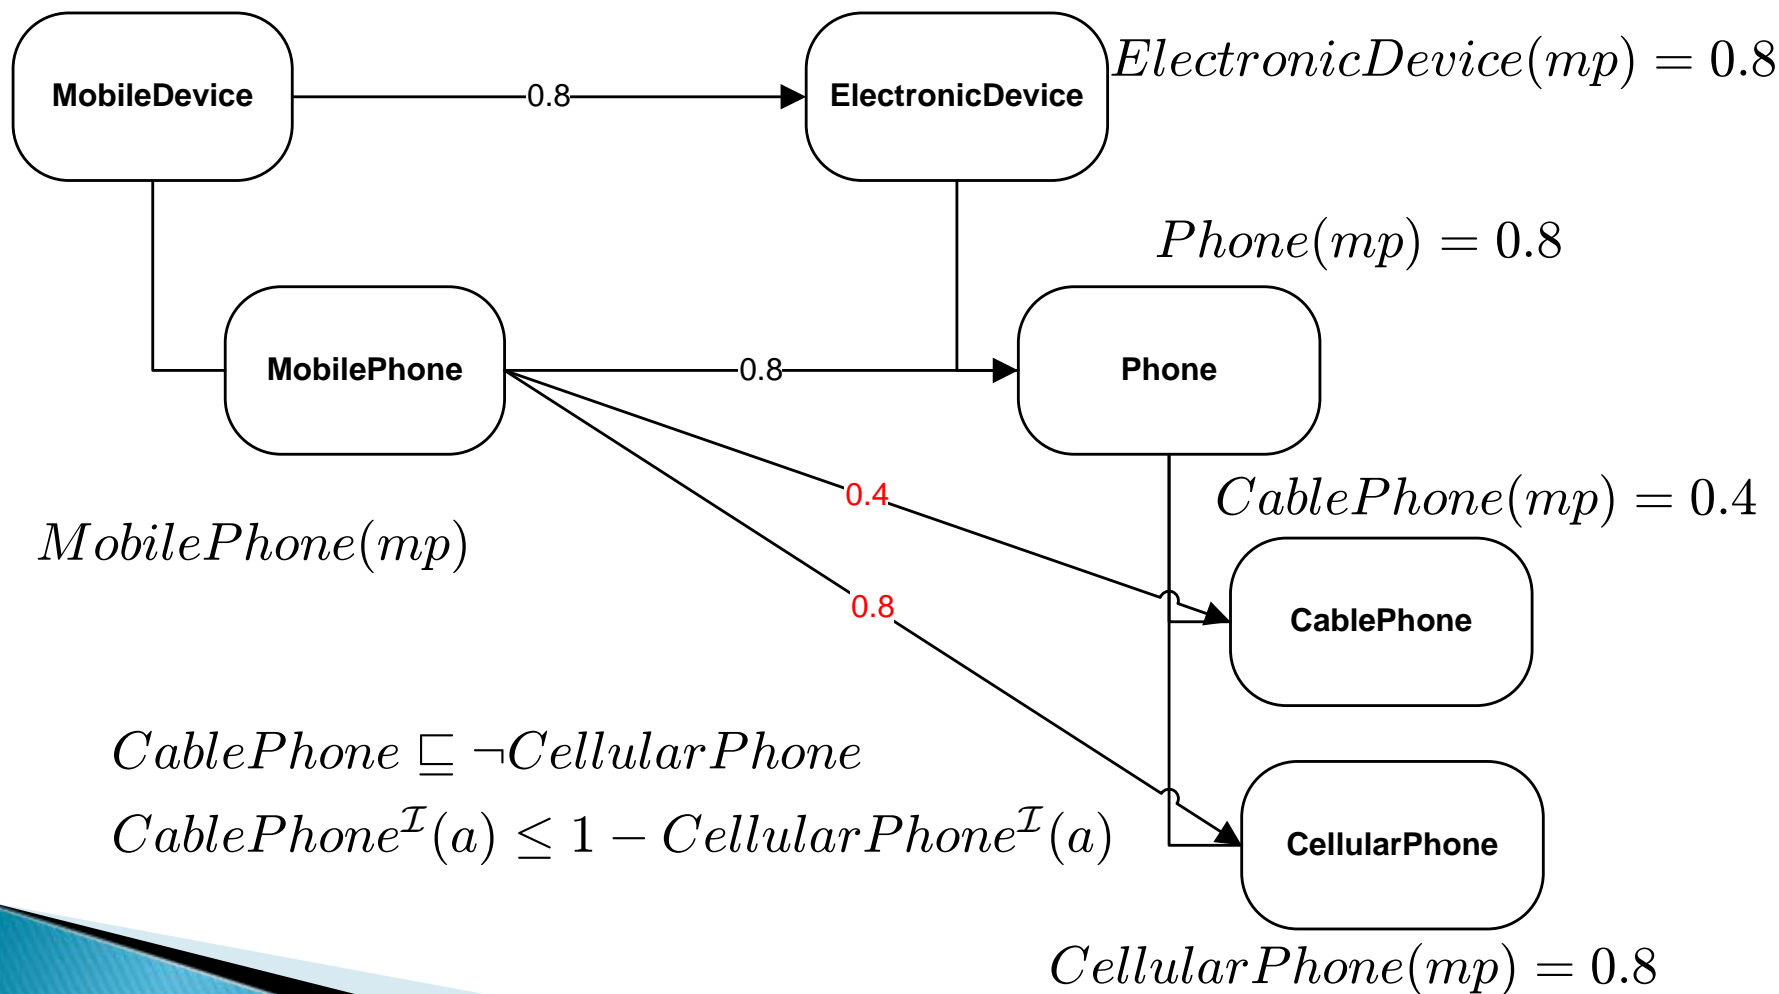 MobileDevice
0.8
ElectronicDevice
ElectronicDevice(mp) = 0.8
Phone(mp) = 0.8
MobilePhone
0.8
Phone
0.4
CablePhone(mp) = 0.4
MobilePhone(mp)
0.8
CablePhone
CablePhone ⊑ ¬CellularPhone
CablePhone^ℐ(a) ≤ 1 − CellularPhone^ℐ(a)
CellularPhone
CellularPhone(mp) = 0.8